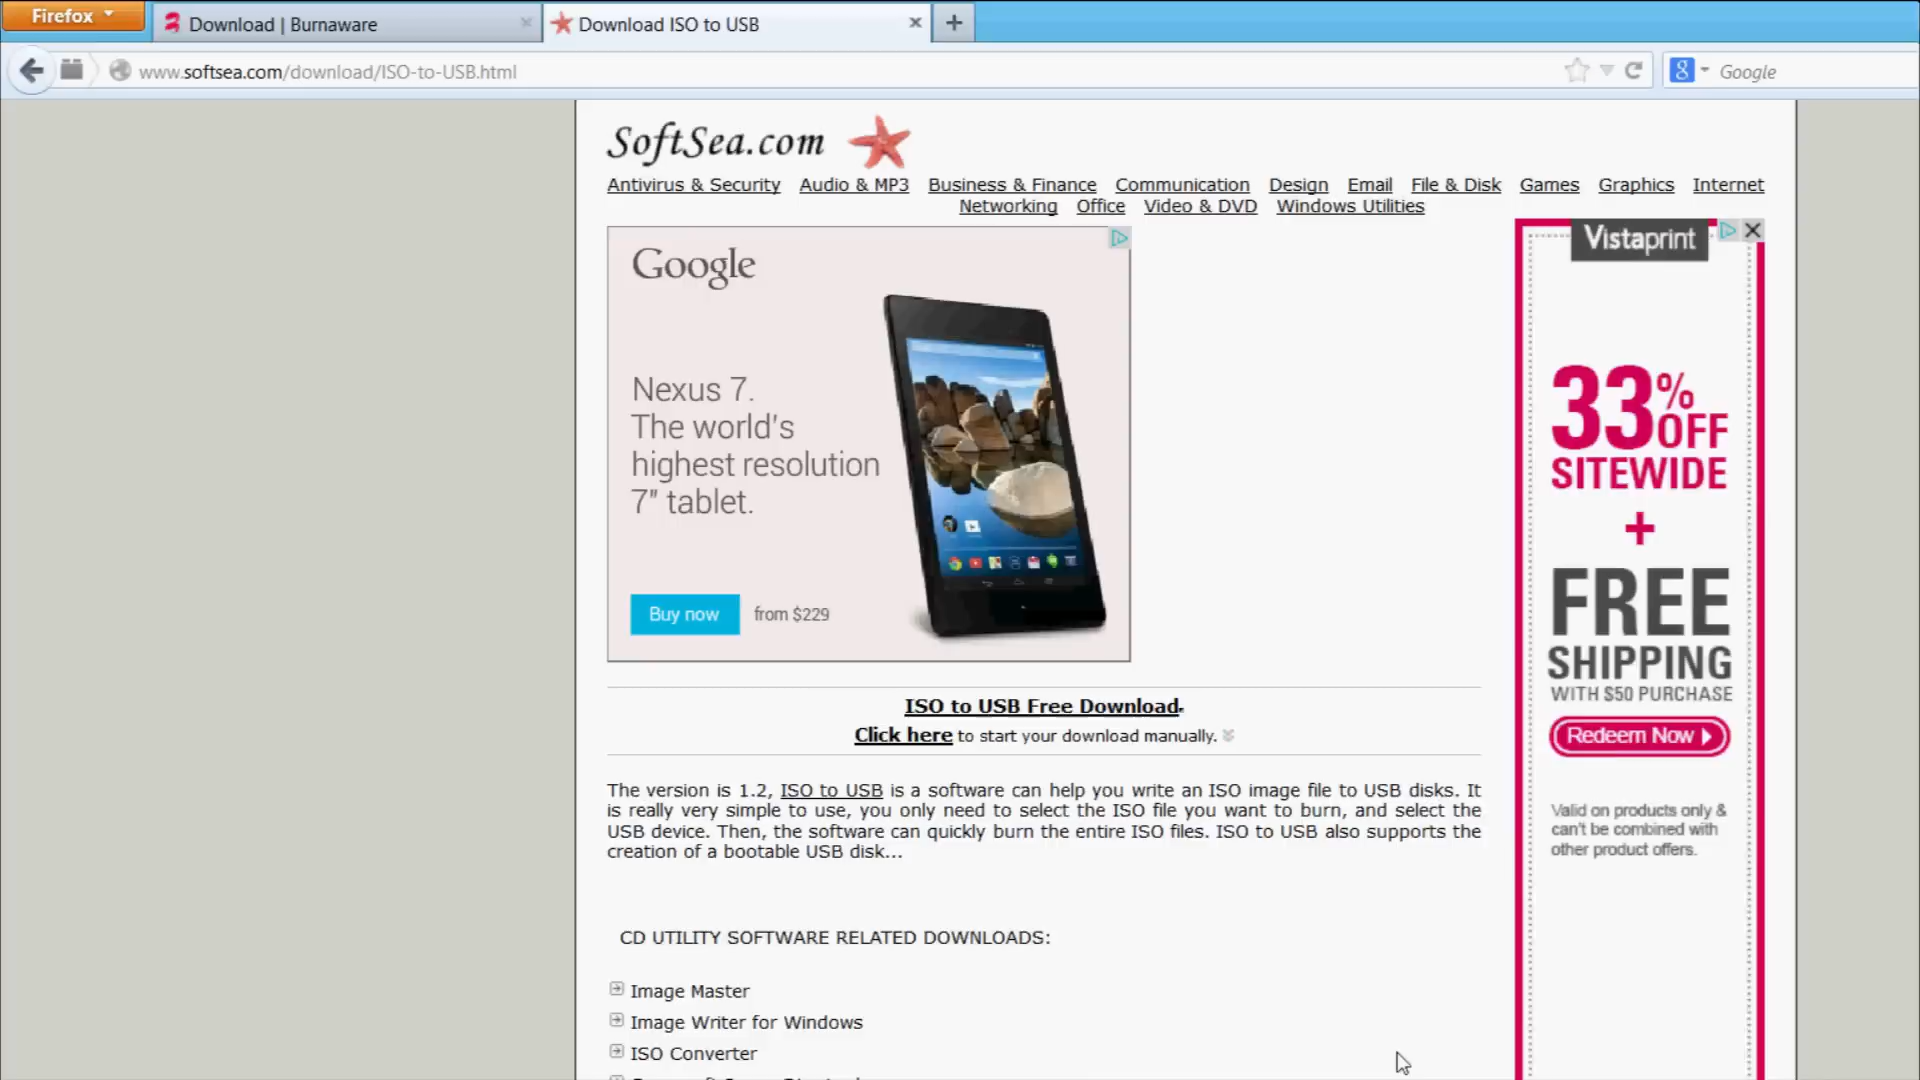 Firefox
Download | Burnaware
Download ISO to USB
www.softsea.com/download/ISO-to-USB.html
Google
SoftSea.com
Antivirus & Security Audio & MP3 Business & Finance Communication Design Email File & Disk Games Graphics Internet
Networking Office Video & DVD Windows Utilities
Google
Nexus 7.
The world's
highest resolution
7" tablet.
Buy now from $229
Vistaprint
33% OFF
SITEWIDE
+
FREE
SHIPPING
WITH $50 PURCHASE
Redeem Now
Valid on products only &
can't be combined with
other product offers.
ISO to USB Free Download.
Click here to start your download manually.
The version is 1.2, ISO to USB is a software can help you write an ISO image file to USB disks. It
is really very simple to use, you only need to select the ISO file you want to burn, and select the
USB device. Then, the software can quickly burn the entire ISO files. ISO to USB also supports the
creation of a bootable USB disk...
CD UTILITY SOFTWARE RELATED DOWNLOADS:
Image Master
Image Writer for Windows
ISO Converter